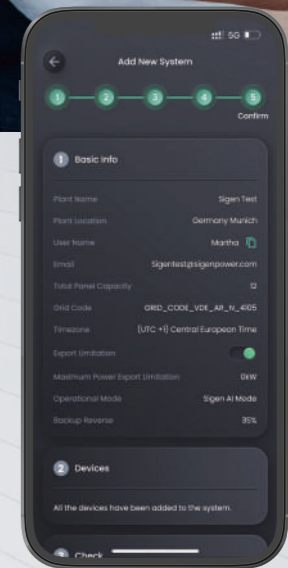 5G
Add New System
1 2 3 4 5
Confirm
1 Basic Info
Plant Name Sigen Test
Plant Location Germany Munich
User Name Martha
Email Sigentest@sigenpower.com
Total Panel Capacity 12
Grid Code GRID_CODE_VDE_AR_N_4105
Timezone (UTC +1) Central European Time
Export Limitation
Maximum Power Export Limitation 0kW
Operational Mode Sigen AI Mode
Backup Reverse 35%
2 Devices
All the devices have been added to the system.
3 Check